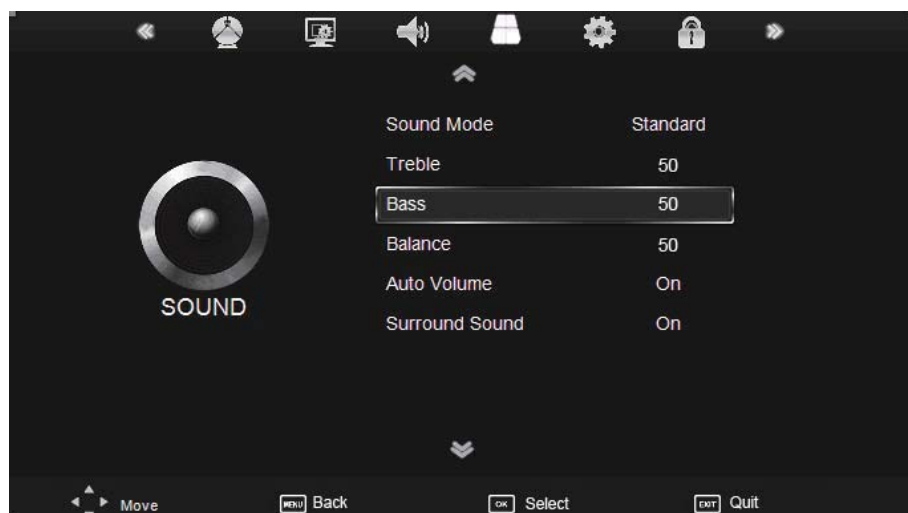 Sound Mode Standard
Treble 50
Bass 50
Balance 50
Auto Volume On
Surround Sound On
SOUND
Move MENU Back OK Select EXIT Quit